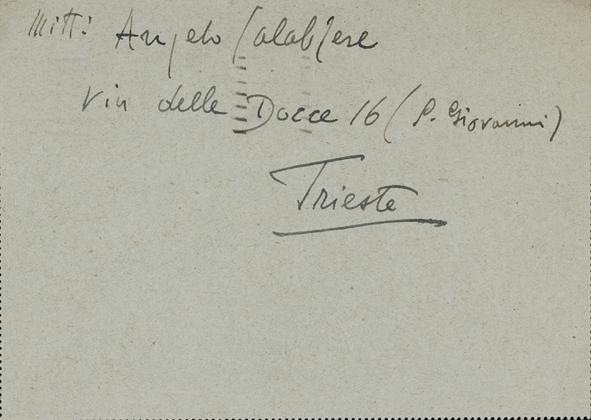 Mitt: Angelo Calabrese
Via delle Docce 16 (S. Giovanni)
Trieste